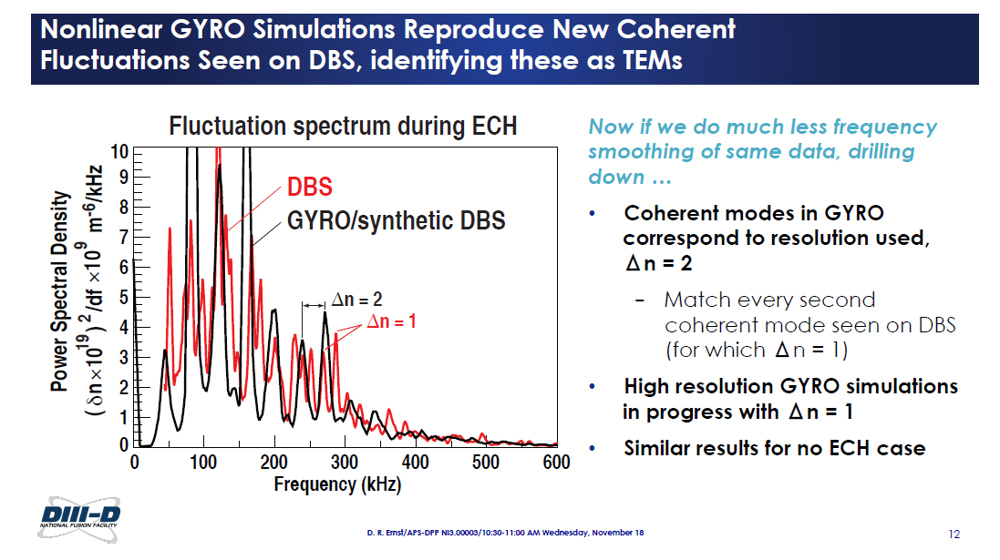 Nonlinear GYRO Simulations Reproduce New Coherent
Fluctuations Seen on DBS, identifying these as TEMs
Fluctuation spectrum during ECH
Power Spectral Density
( δn×10¹⁹ )² /df ×10⁹ m⁻⁶/kHz
10
9
8
7
6
5
4
3
2
1
0
DBS
GYRO/synthetic DBS
Δn = 2
Δn = 1
0 100 200 300 400 500 600
Frequency (kHz)
Now if we do much less frequency
smoothing of same data, drilling
down …
• Coherent modes in GYRO
correspond to resolution used,
Δn = 2
– Match every second
coherent mode seen on DBS
(for which Δn = 1)
• High resolution GYRO simulations
in progress with Δn = 1
• Similar results for no ECH case
DIII-D
NATIONAL FUSION FACILITY
D. R. Ernst/APS-DPP NI3.00003/10:30-11:00 AM Wednesday, November 18
12